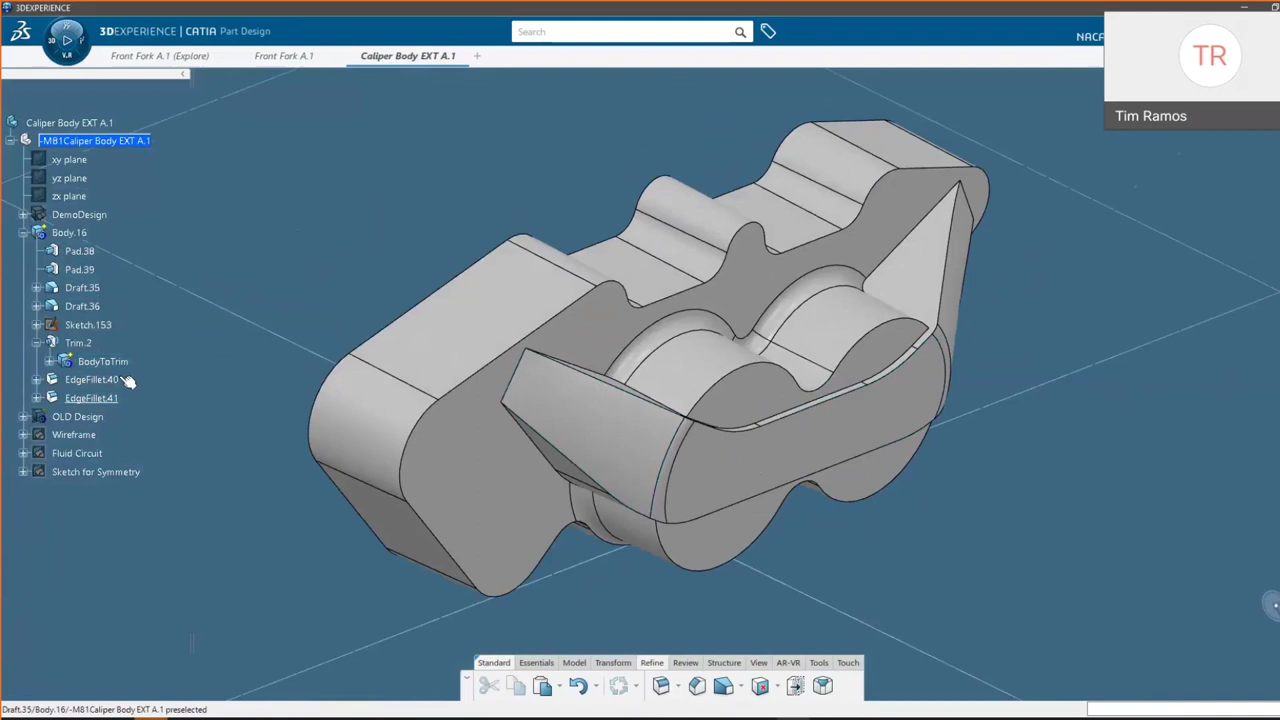 3DEXPERIENCE
3DEXPERIENCE | CATIA Part Design
3D
V.R
Search
NACA
TR
Tim Ramos
Front Fork A.1 (Explore)
Front Fork A.1
Caliper Body EXT A.1
Caliper Body EXT A.1
-M81Caliper Body EXT A.1
xy plane
yz plane
zx plane
DemoDesign
Body.16
Pad.38
Pad.39
Draft.35
Draft.36
Sketch.153
Trim.2
BodyToTrim
EdgeFillet.40
EdgeFillet.41
OLD Design
Wireframe
Fluid Circuit
Sketch for Symmetry
Standard Essentials Model Transform Refine Review Structure View AR-VR Tools Touch
Draft.35/Body.16/-M81Caliper Body EXT A.1 preselected